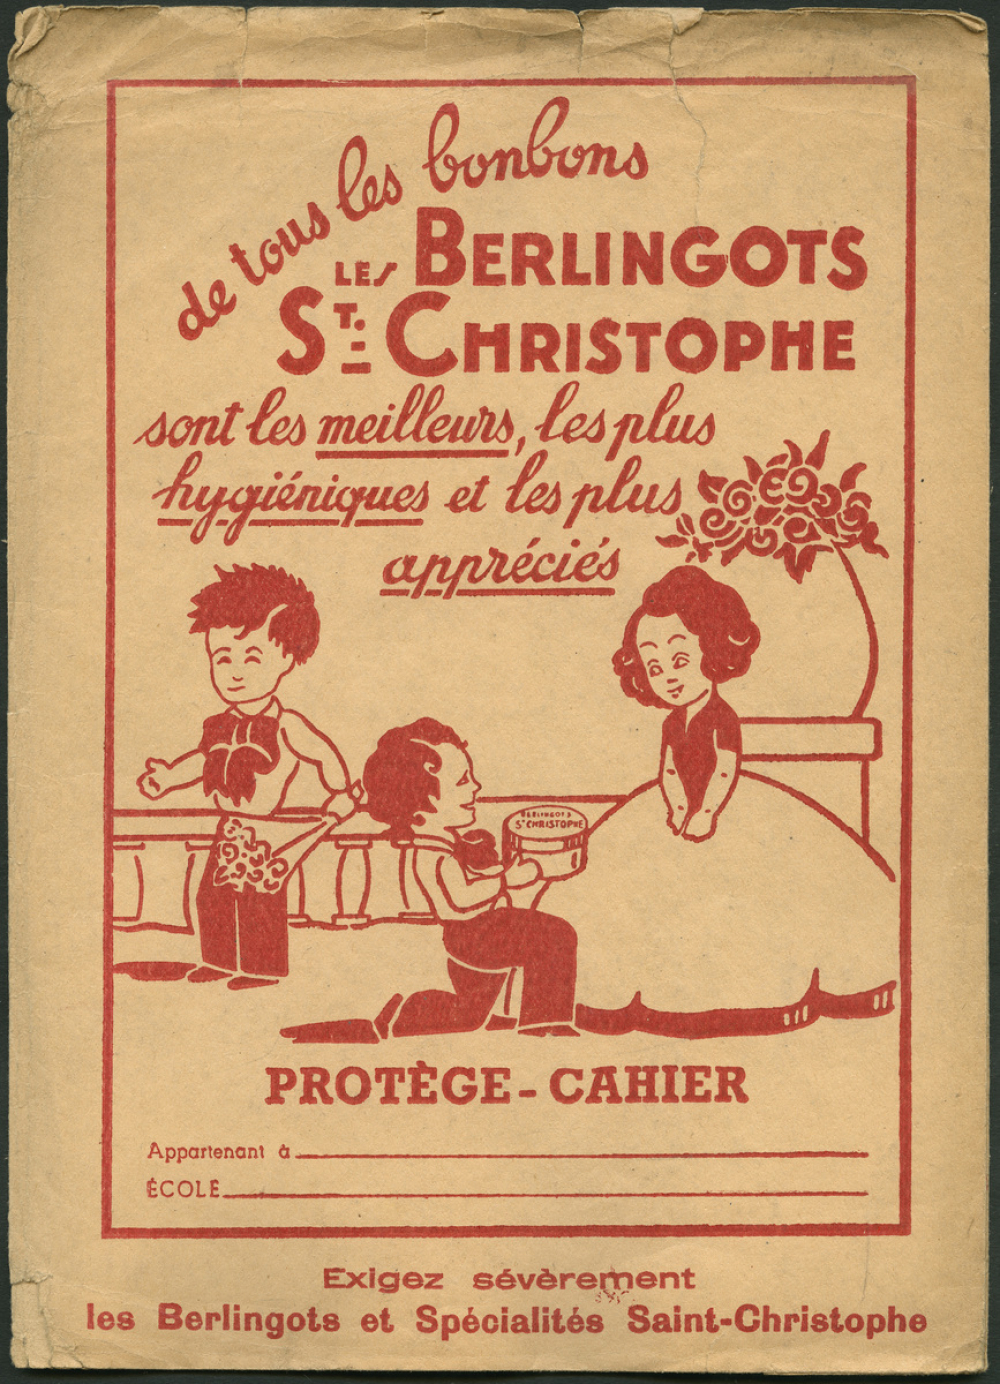 de tous les bonbons
LES BERLINGOTS
ST.-CHRISTOPHE
sont les meilleurs, les plus
hygiéniques et les plus
appréciés
BERLINGOTS
ST CHRISTOPHE
PROTÈGE-CAHIER
Appartenant à
ÉCOLE
Exigez sévèrement
les Berlingots et Spécialités Saint-Christophe